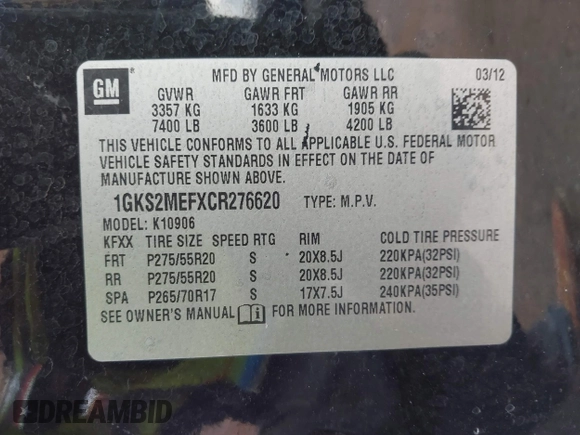 GM
MFD BY GENERAL MOTORS LLC 03/12
GVWR GAWR FRT GAWR RR
3357 KG 1633 KG 1905 KG
7400 LB 3600 LB 4200 LB
THIS VEHICLE CONFORMS TO ALL APPLICABLE U.S. FEDERAL MOTOR
VEHICLE SAFETY STANDARDS IN EFFECT ON THE DATE OF
MANUFACTURE SHOWN ABOVE.
1GKS2MEFXCR276620 TYPE: M.P.V.
MODEL: K10906
KFXX TIRE SIZE SPEED RTG RIM COLD TIRE PRESSURE
FRT P275/55R20 S 20X8.5J 220KPA(32PSI)
RR P275/55R20 S 20X8.5J 220KPA(32PSI)
SPA P265/70R17 S 17X7.5J 240KPA(35PSI)
SEE OWNER'S MANUAL FOR MORE INFORMATION.
DREAMBID